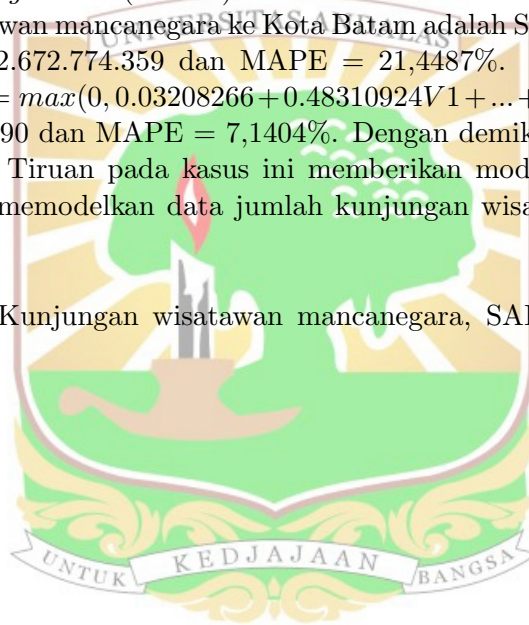 wan mancanegara ke Kota Batam adalah S
UNIVERSITAS ANDALAS
2.672.774.359 dan MAPE = 21,4487%.
= max(0, 0.03208266+0.48310924V1+...+
90 dan MAPE = 7,1404%. Dengan demik
Tiruan pada kasus ini memberikan mod
memodelkan data jumlah kunjungan wisa
Kunjungan wisatawan mancanegara, SA
UNTUK KEDJAJAAN BANGSA